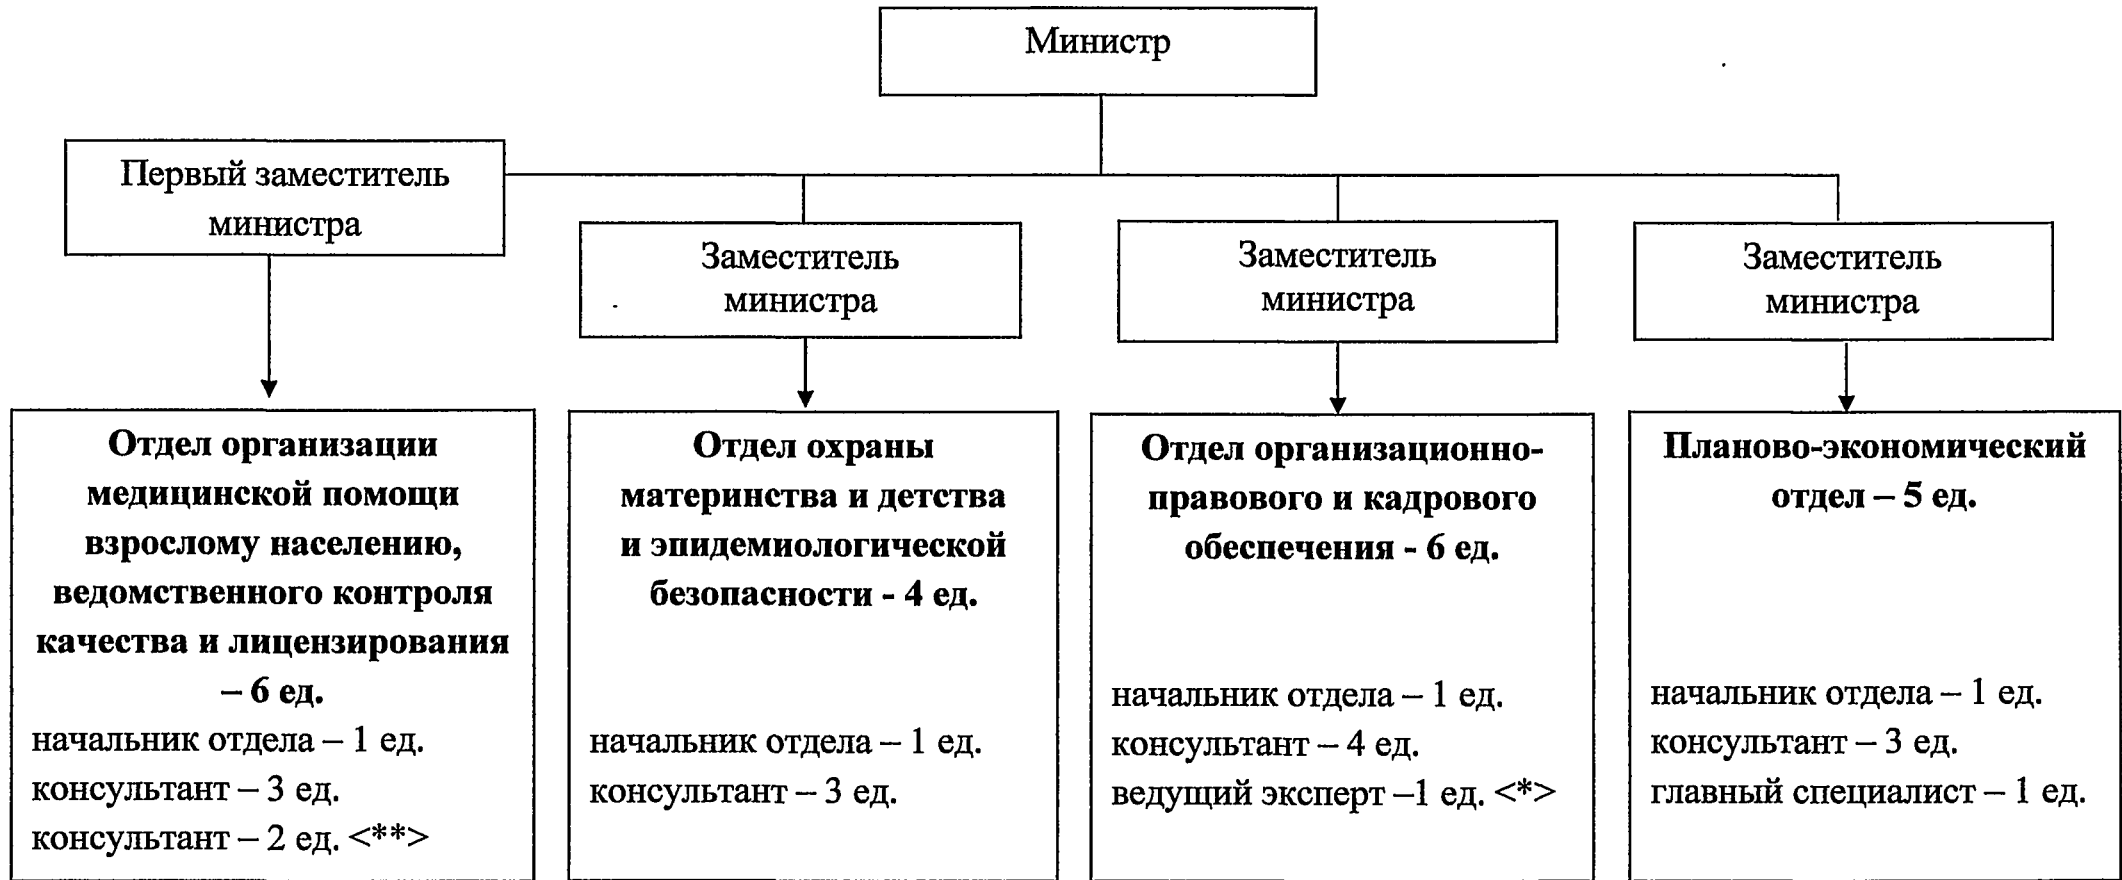 Министр
Первый заместитель
министра
Заместитель
министра
Заместитель
министра
Заместитель
министра
Отдел организации
медицинской помощи
взрослому населению,
ведомственного контроля
качества и лицензирования
– 6 ед.
начальник отдела – 1 ед.
консультант – 3 ед.
консультант – 2 ед. <**>
Отдел охраны
материнства и детства
и эпидемиологической
безопасности - 4 ед.
начальник отдела – 1 ед.
консультант – 3 ед.
Отдел организационно-
правового и кадрового
обеспечения - 6 ед.
начальник отдела – 1 ед.
консультант – 4 ед.
ведущий эксперт –1 ед. <*>
Планово-экономический
отдел – 5 ед.
начальник отдела – 1 ед.
консультант – 3 ед.
главный специалист – 1 ед.